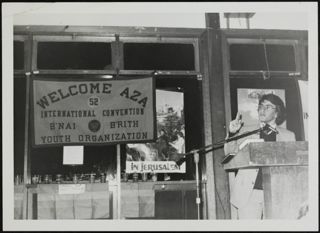 WELCOME AZA
52
INTERNATIONAL CONVENTION
B'NAI B'RITH
YOUTH ORGANIZATION
IN JERUSALEM